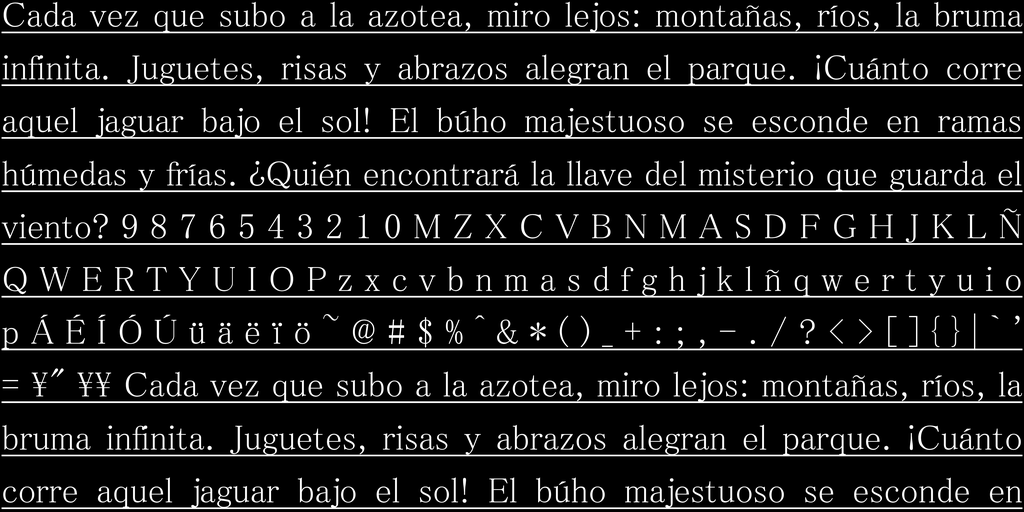 Cada vez que subo a la azotea, miro lejos: montañas, ríos, la bruma
infinita. Juguetes, risas y abrazos alegran el parque. ¡Cuánto corre
aquel jaguar bajo el sol! El búho majestuoso se esconde en ramas
húmedas y frías. ¿Quién encontrará la llave del misterio que guarda el
viento? 9 8 7 6 5 4 3 2 1 0 M Z X C V B N M A S D F G H J K L Ñ
Q W E R T Y U I O P z x c v b n m a s d f g h j k l ñ q w e r t y u i o
p Á É Í Ó Ú ü ä ë ï ö ~ @ # $ % ^ & * ( ) _ + : ; , - . / ? < > [ ] { } | ` '
= ¥" ¥¥ Cada vez que subo a la azotea, miro lejos: montañas, ríos, la
bruma infinita. Juguetes, risas y abrazos alegran el parque. ¡Cuánto
corre aquel jaguar bajo el sol! El búho majestuoso se esconde en